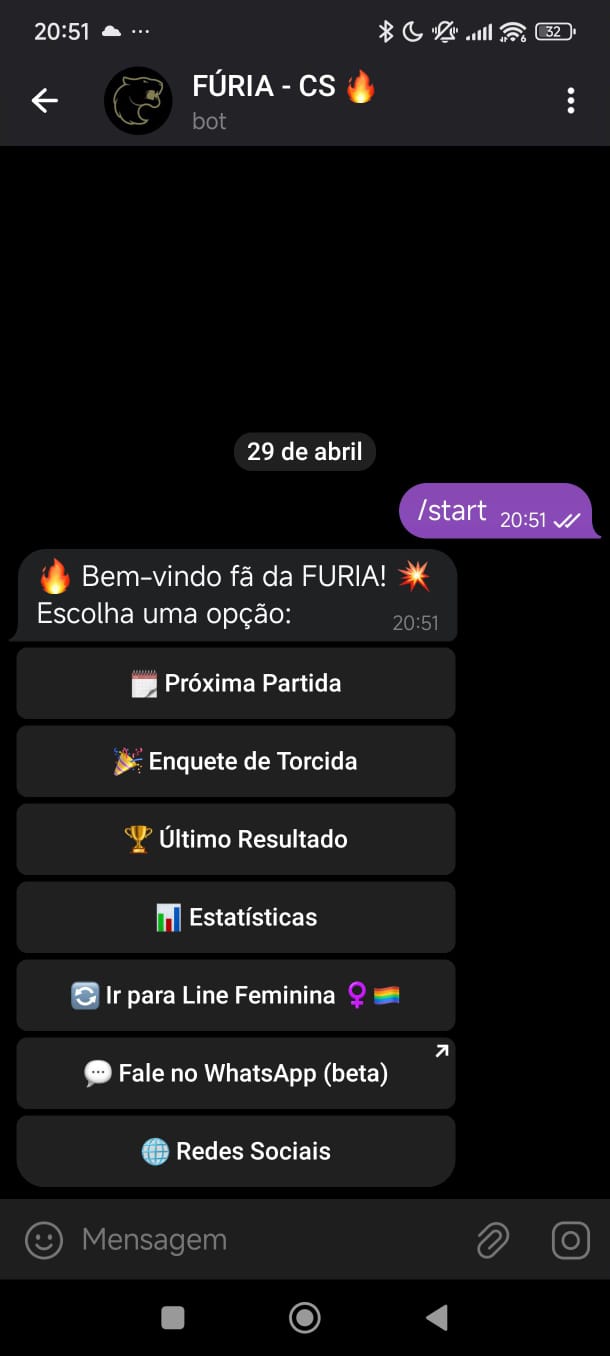 20:51
32
FÚRIA - CS 🔥
bot
29 de abril
/start 20:51
🔥 Bem-vindo fã da FURIA! 💥
Escolha uma opção: 20:51
🗓️ Próxima Partida
🎉 Enquete de Torcida
🏆 Último Resultado
📊 Estatísticas
🔄 Ir para Line Feminina ♀️ 🏳️‍🌈
💬 Fale no WhatsApp (beta)
🌐 Redes Sociais
Mensagem